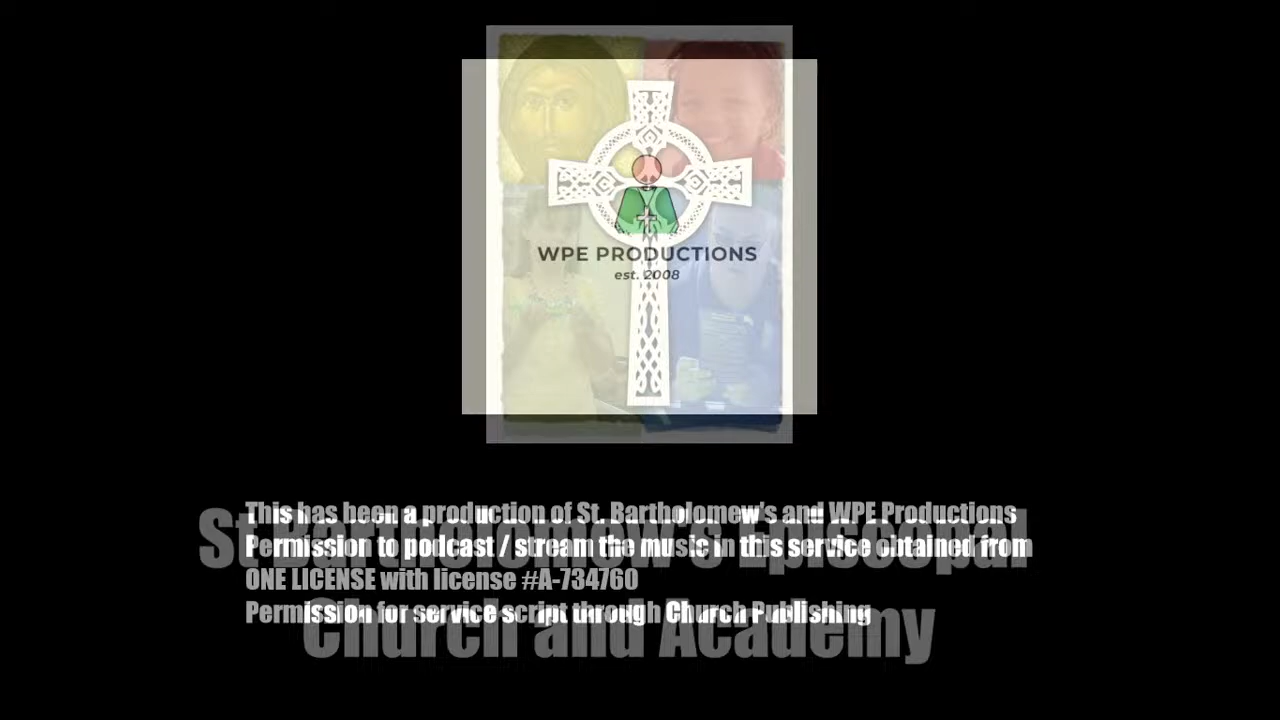 WPE PRODUCTIONS
est. 2008
This has been a production of St. Bartholomew's and WPE Productions
Permission to podcast / stream the music in this service obtained from
ONE LICENSE with license #A-734760
Permission for service script through Church Publishing
St Bartholomew's Episcopal
Church and Academy